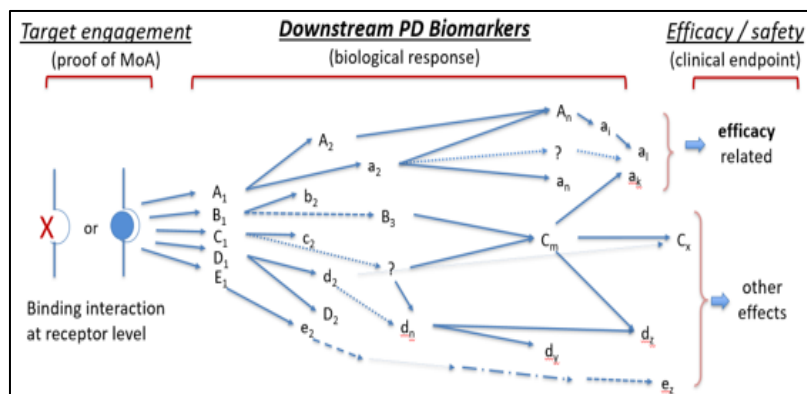 Target engagement
(proof of MoA)
Downstream PD Biomarkers
(biological response)
Efficacy / safety
(clinical endpoint)
X or
Binding interaction
at receptor level
A1
B1
C1
D1
E1
A2
a2
b2
c2
d2
D2
e2
B3
?
dn
An
?
an
Cm
ai
al
ak
Cx
dy
dz
ez
efficacy
related
other
effects